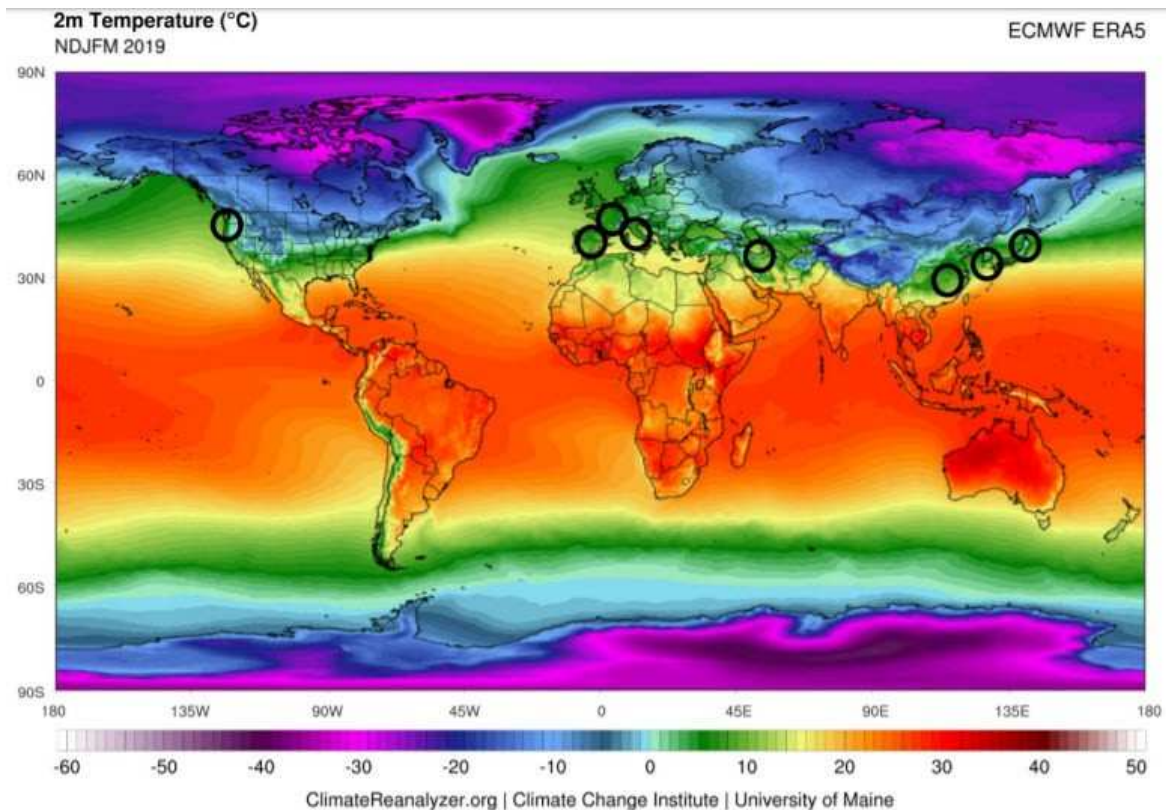 2m Temperature (°C)
NDJFM 2019
ECMWF ERA5
90N
60N
30N
0
30S
60S
90S
180 135W 90W 45W 0 45E 90E 135E 180
-60 -50 -40 -30 -20 -10 0 10 20 30 40 50
ClimateReanalyzer.org | Climate Change Institute | University of Maine